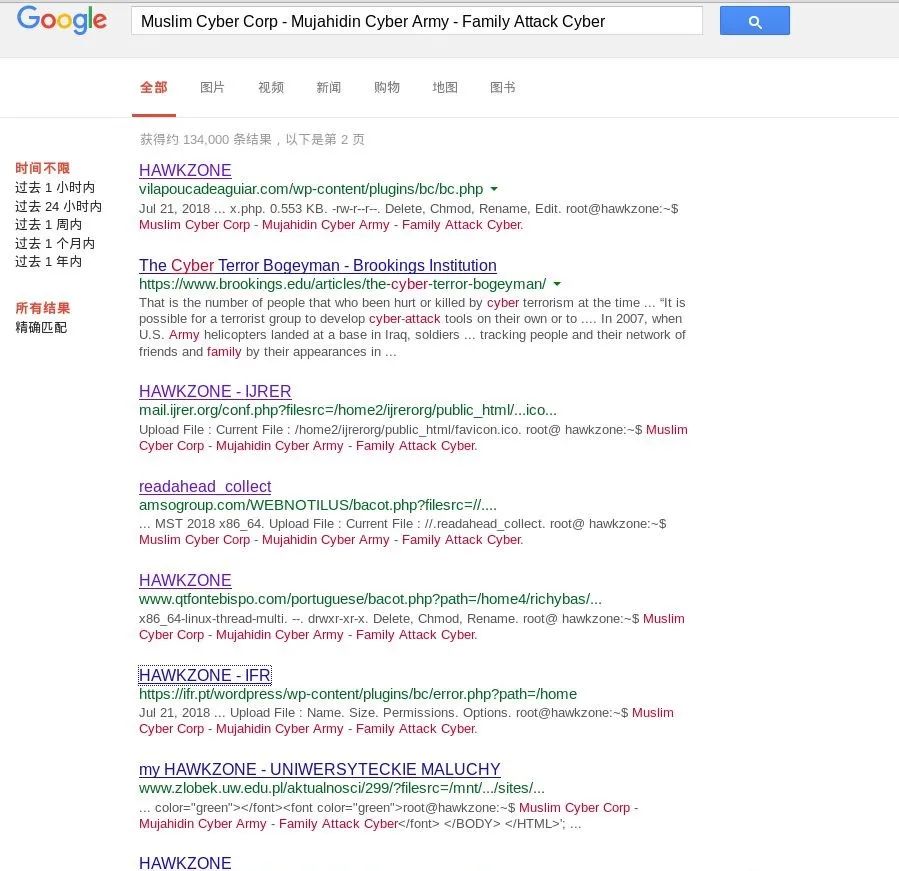 Google
Muslim Cyber Corp - Mujahidin Cyber Army - Family Attack Cyber
全部 图片 视频 新闻 购物 地图 图书
获得约 134,000 条结果，以下是第 2 页
时间不限
过去 1 小时内
过去 24 小时内
过去 1 周内
过去 1 个月内
过去 1 年内
所有结果
精确匹配
HAWKZONE
vilapoucadeaguiar.com/wp-content/plugins/bc/bc.php
Jul 21, 2018 ... x.php. 0.553 KB. -rw-r--r--. Delete, Chmod, Rename, Edit. root@hawkzone:~$
Muslim Cyber Corp - Mujahidin Cyber Army - Family Attack Cyber.
The Cyber Terror Bogeyman - Brookings Institution
https://www.brookings.edu/articles/the-cyber-terror-bogeyman/
That is the number of people that who been hurt or killed by cyber terrorism at the time ... “It is
possible for a terrorist group to develop cyber-attack tools on their own or to .... In 2007, when
U.S. Army helicopters landed at a base in Iraq, soldiers ... tracking people and their network of
friends and family by their appearances in ...
HAWKZONE - IJRER
mail.ijrer.org/conf.php?filesrc=/home2/ijrerorg/public_html/...ico...
Upload File : Current File : /home2/ijrerorg/public_html/favicon.ico. root@ hawkzone:~$ Muslim
Cyber Corp - Mujahidin Cyber Army - Family Attack Cyber.
readahead_collect
amsogroup.com/WEBNOTILUS/bacot.php?filesrc=//....
... MST 2018 x86_64. Upload File : Current File : //.readahead_collect. root@ hawkzone:~$
Muslim Cyber Corp - Mujahidin Cyber Army - Family Attack Cyber.
HAWKZONE
www.qtfontebispo.com/portuguese/bacot.php?path=/home4/richybas/...
x86_64-linux-thread-multi. --. drwxr-xr-x. Delete, Chmod, Rename. root@ hawkzone:~$ Muslim
Cyber Corp - Mujahidin Cyber Army - Family Attack Cyber.
HAWKZONE - IFR
https://ifr.pt/wordpress/wp-content/plugins/bc/error.php?path=/home
Jul 21, 2018 ... Upload File : Name. Size. Permissions. Options. root@hawkzone:~$ Muslim
Cyber Corp - Mujahidin Cyber Army - Family Attack Cyber.
my HAWKZONE - UNIWERSYTECKIE MALUCHY
www.zlobek.uw.edu.pl/aktualnosci/299/?filesrc=/mnt/.../sites/...
... color="green"></font><font color="green">root@hawkzone:~$ Muslim Cyber Corp -
Mujahidin Cyber Army - Family Attack Cyber</font> </BODY> </HTML>'; ...
HAWKZONE